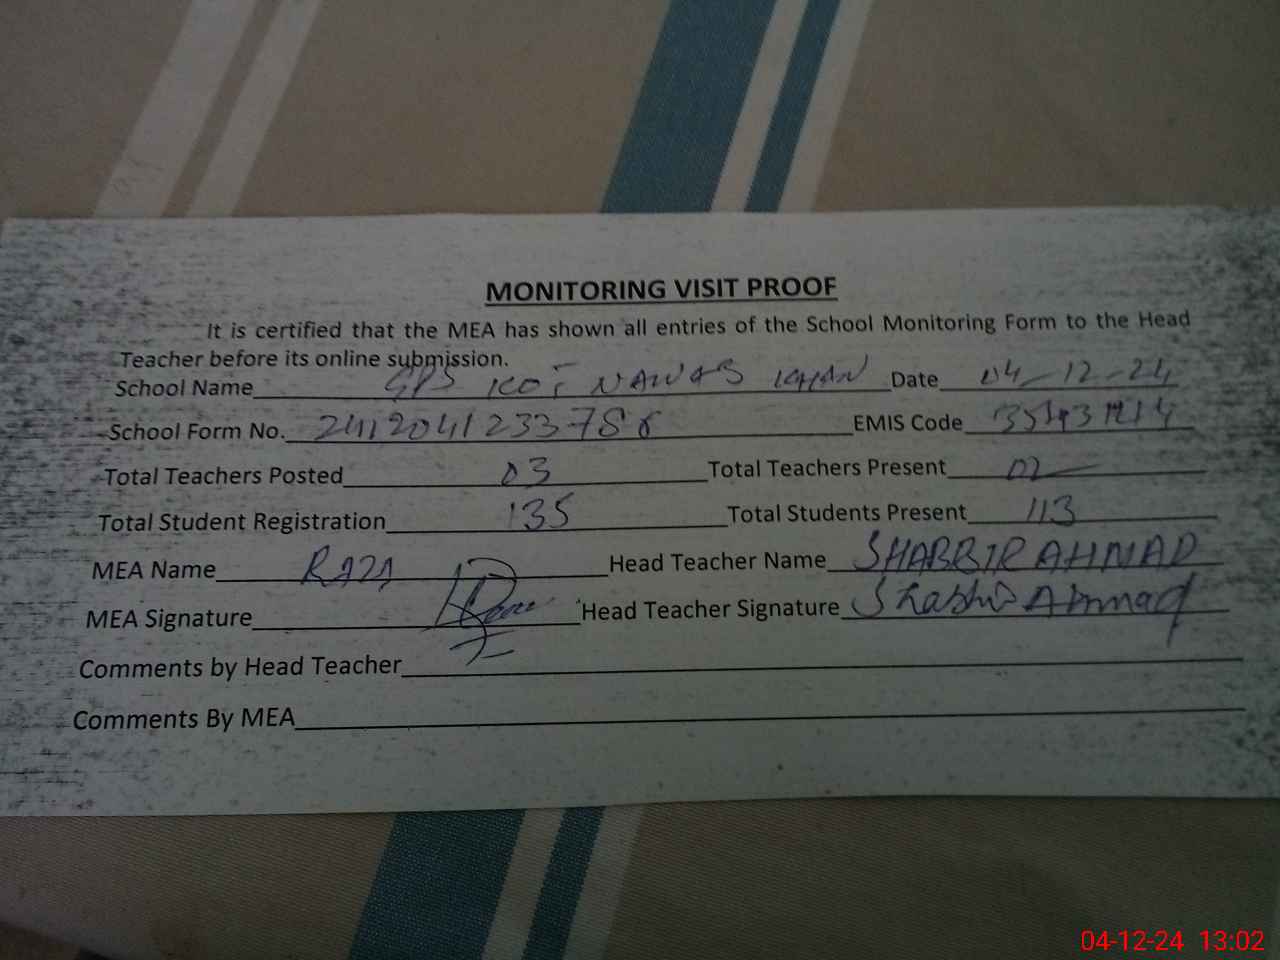 MONITORING VISIT PROOF
It is certified that the MEA has shown all entries of the School Monitoring Form to the Head
Teacher before its online submission.
School Name GPS KOT NAWAB KHAN Date 04-12-24
School Form No. 241204123378 EMIS Code
Total Teachers Posted 03 Total Teachers Present 02
Total Student Registration 135 Total Students Present 113
MEA Name RAZA Head Teacher Name SHABBIR AHMAD
MEA Signature Head Teacher Signature Shabbir Ahmad
Comments by Head Teacher
Comments By MEA
04-12-24 13:02